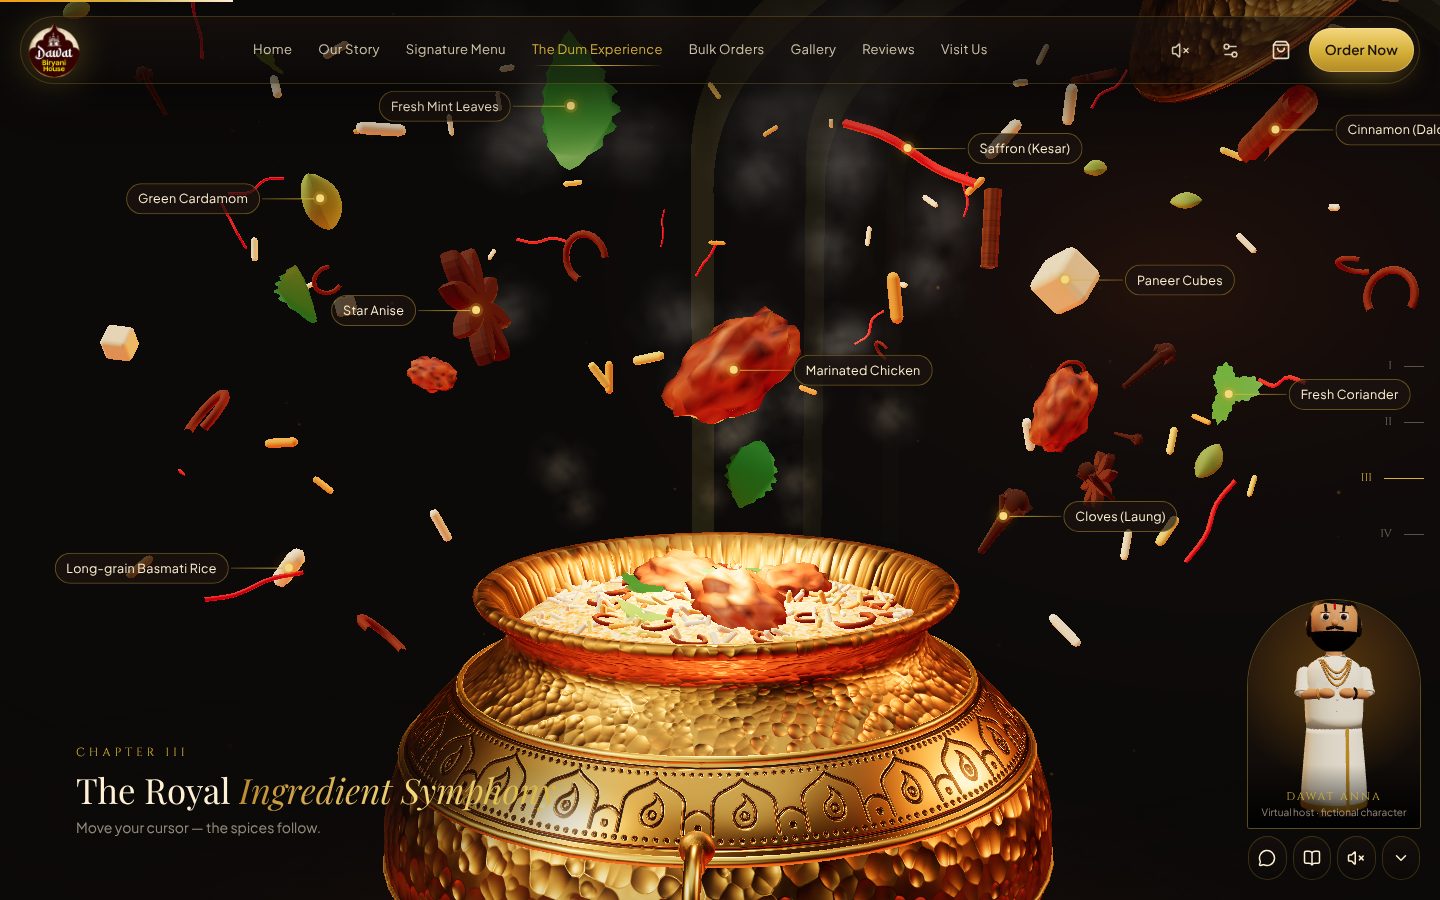 Dawat
Biryani
House
Home
Our Story
Signature Menu
The Dum Experience
Bulk Orders
Gallery
Reviews
Visit Us
Order Now
Fresh Mint Leaves
Cinnamon (Dalc
Saffron (Kesar)
Green Cardamom
Paneer Cubes
Star Anise
Marinated Chicken
Fresh Coriander
I
II
III
IV
Cloves (Laung)
Long-grain Basmati Rice
CHAPTER III
The Royal Ingredient Symphony
Move your cursor — the spices follow.
DAWAT ANNA
Virtual host · fictional character